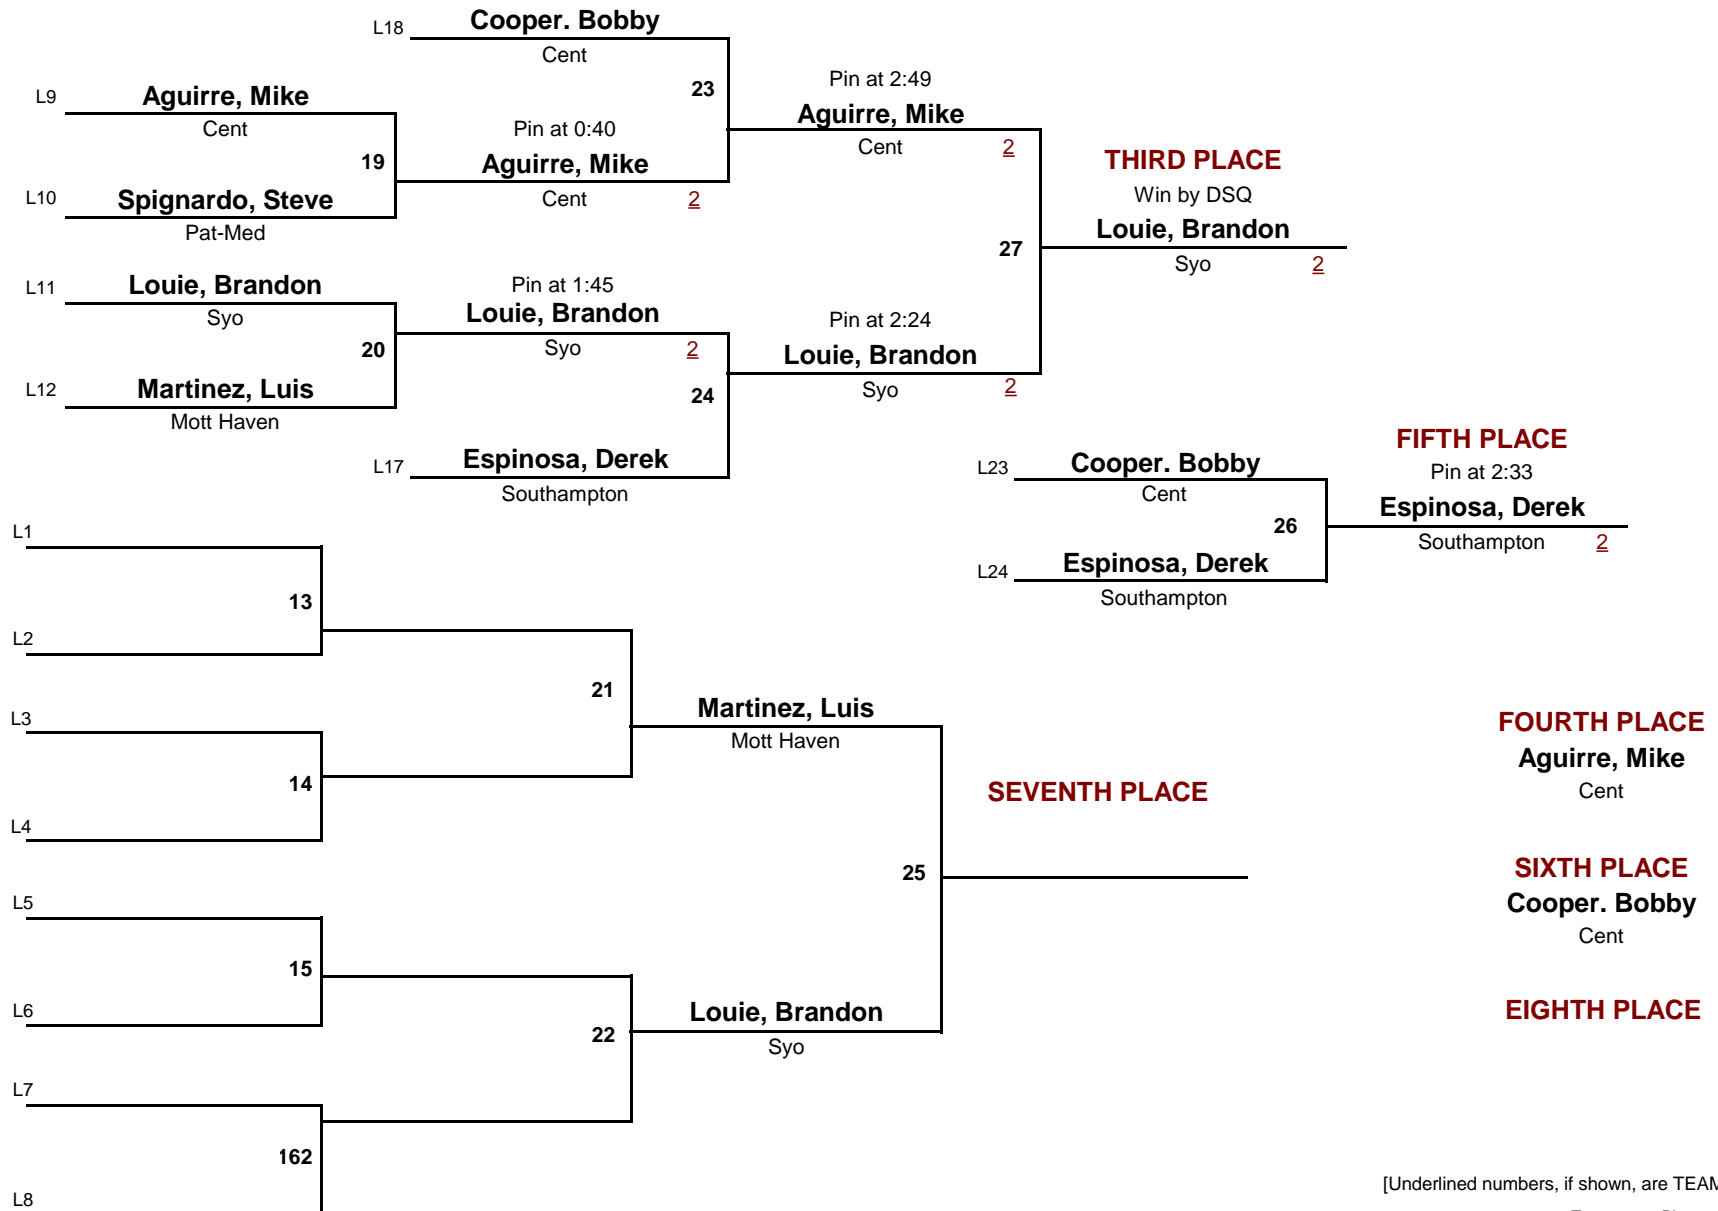 L18 Cooper. Bobby
Cent
23
Pin at 2:49
L9 Aguirre, Mike
Cent
Aguirre, Mike
Cent 2
Pin at 0:40
19
Aguirre, Mike
Cent 2
THIRD PLACE
Win by DSQ
L10 Spignardo, Steve
Pat-Med
27
Louie, Brandon
Syo 2
L11 Louie, Brandon
Syo
Pin at 1:45
Louie, Brandon
Syo 2
Pin at 2:24
20
Louie, Brandon
Syo 2
L12 Martinez, Luis
Mott Haven
24
L17 Espinosa, Derek
Southampton
FIFTH PLACE
L23 Cooper. Bobby
Cent
Pin at 2:33
Espinosa, Derek
Southampton 2
26
L24 Espinosa, Derek
Southampton
L1
13
L2
21
L3
Martinez, Luis
Mott Haven
14
L4
SEVENTH PLACE
FOURTH PLACE
Aguirre, Mike
Cent
25
SIXTH PLACE
Cooper. Bobby
Cent
L5
15
L6
22
Louie, Brandon
Syo
EIGHTH PLACE
L7
162
L8
[Underlined numbers, if shown, are TEAM